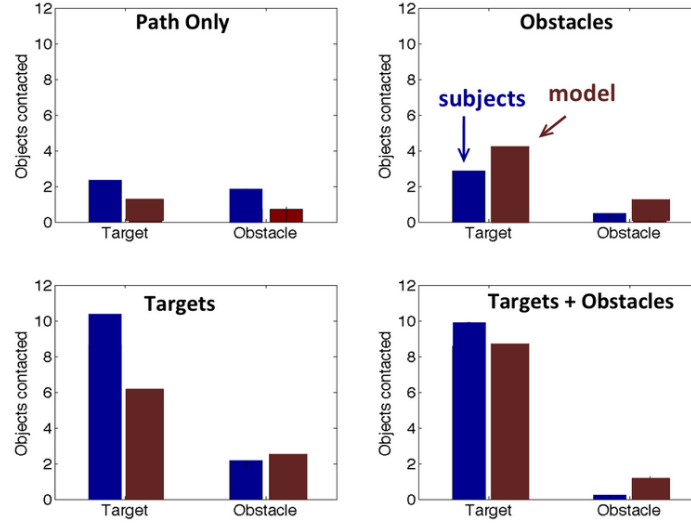 Path Only
Objects contacted
12
10
8
6
4
2
0
Target Obstacle
Obstacles
subjects model
Objects contacted
12
10
8
6
4
2
0
Target Obstacle
Targets
Objects contacted
12
10
8
6
4
2
0
Target Obstacle
Targets + Obstacles
Objects contacted
12
10
8
6
4
2
0
Target Obstacle